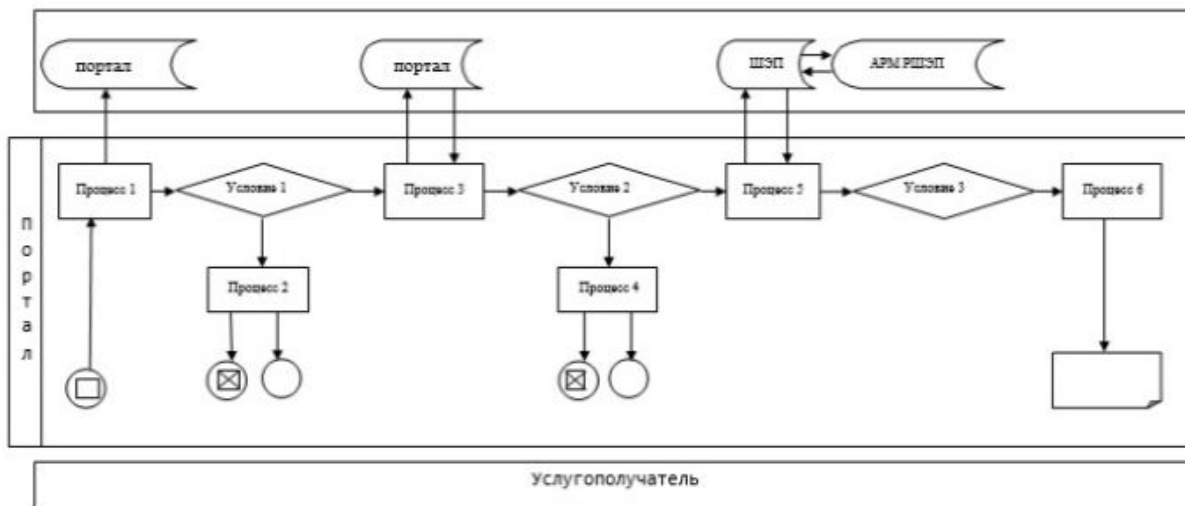 портал
портал
ШЭП
АРМ РШЭП
Портал
Процесс 1
Условие 1
Процесс 3
Условие 2
Процесс 5
Условие 3
Процесс 6
Процесс 2
Процесс 4
Услугополучатель